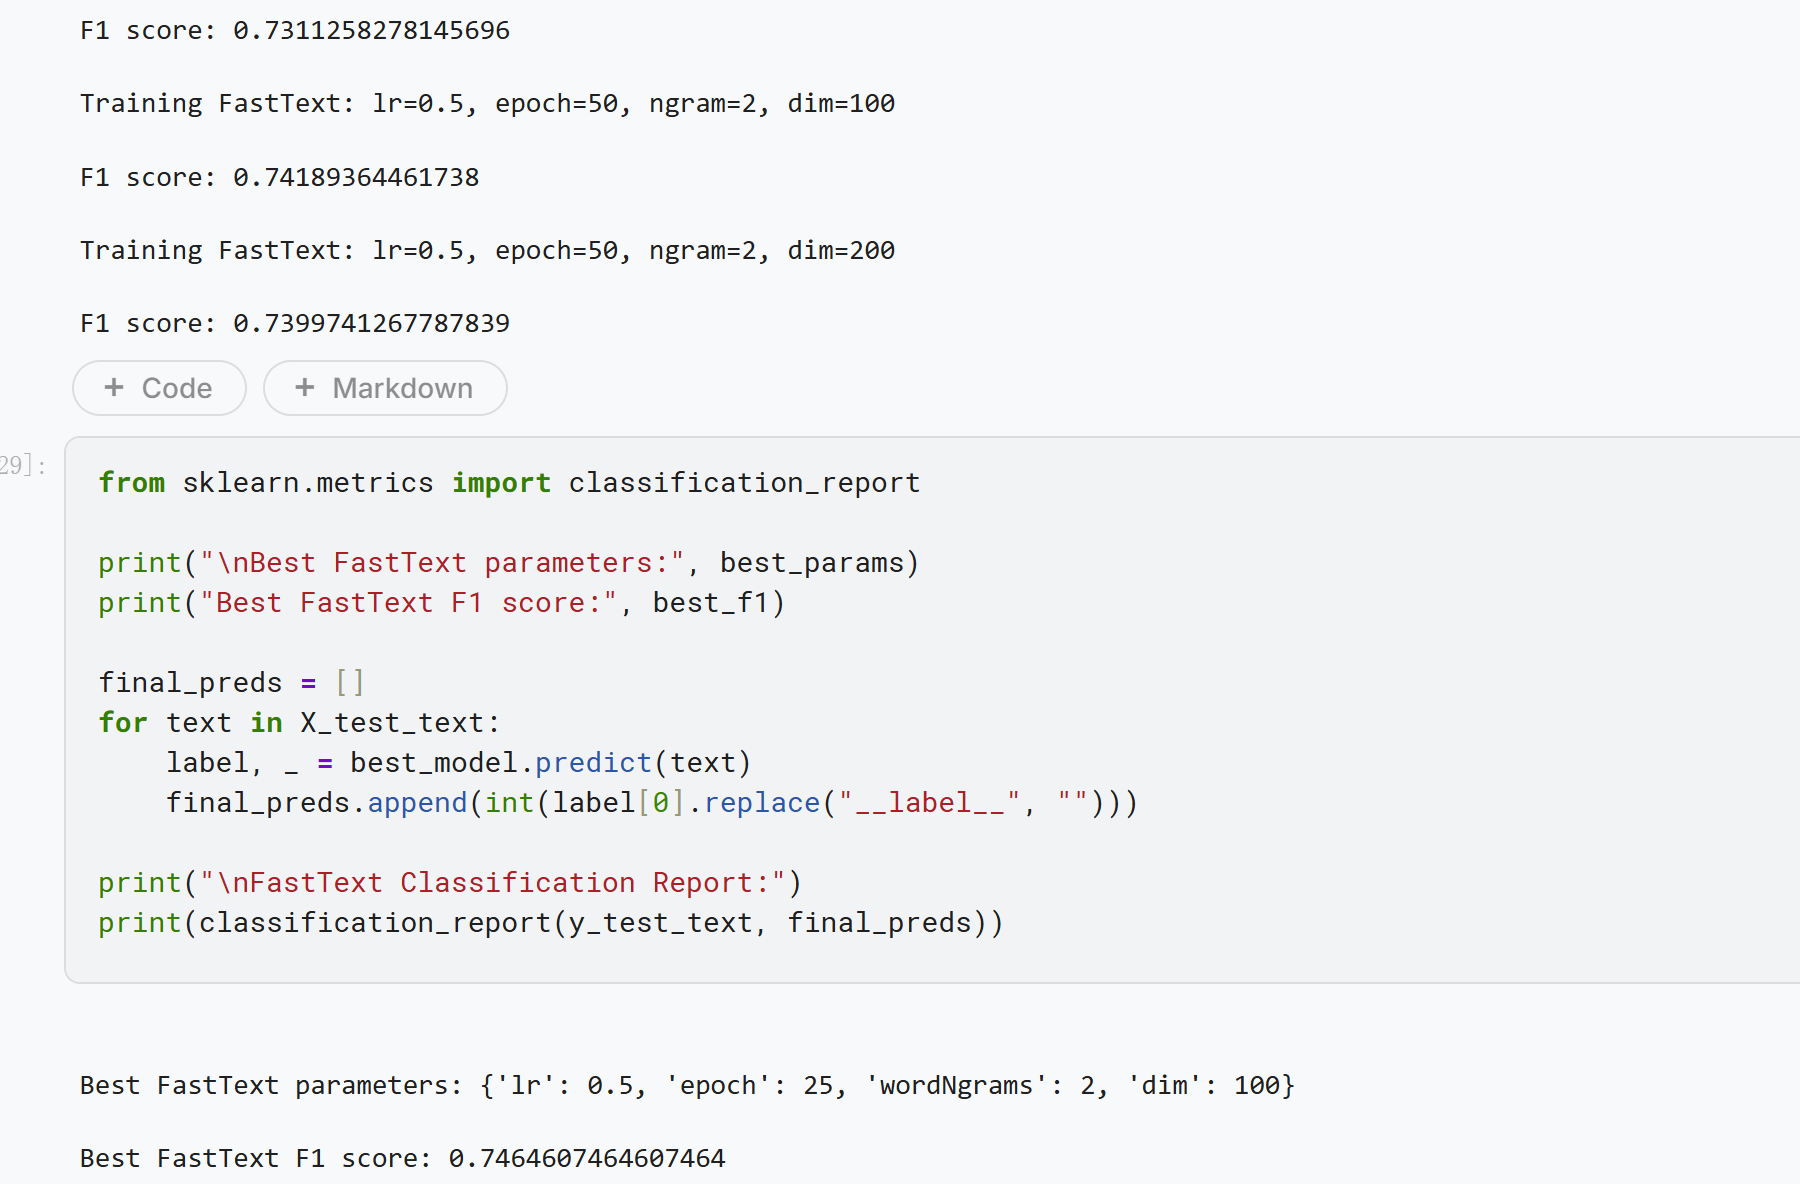 F1 score: 0.7311258278145696
Training FastText: lr=0.5, epoch=50, ngram=2, dim=100
F1 score: 0.74189364461738
Training FastText: lr=0.5, epoch=50, ngram=2, dim=200
F1 score: 0.7399741267787839
+ Code + Markdown
29]:
from sklearn.metrics import classification_report
print("\nBest FastText parameters:", best_params)
print("Best FastText F1 score:", best_f1)
final_preds = []
for text in X_test_text:
    label, _ = best_model.predict(text)
    final_preds.append(int(label[0].replace("__label__", "")))
print("\nFastText Classification Report:")
print(classification_report(y_test_text, final_preds))
Best FastText parameters: {'lr': 0.5, 'epoch': 25, 'wordNgrams': 2, 'dim': 100}
Best FastText F1 score: 0.7464607464607464